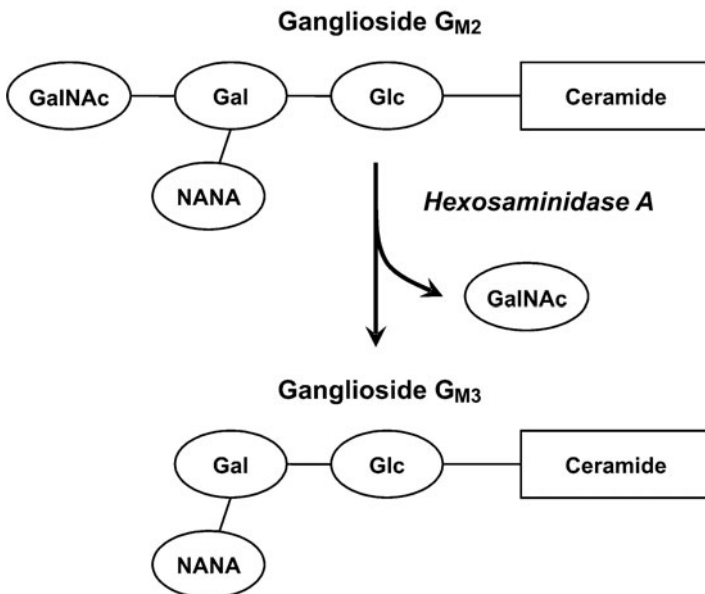 Ganglioside GM2
GalNAc Gal Glc Ceramide
NANA
Hexosaminidase A
GalNAc
Ganglioside GM3
Gal Glc Ceramide
NANA